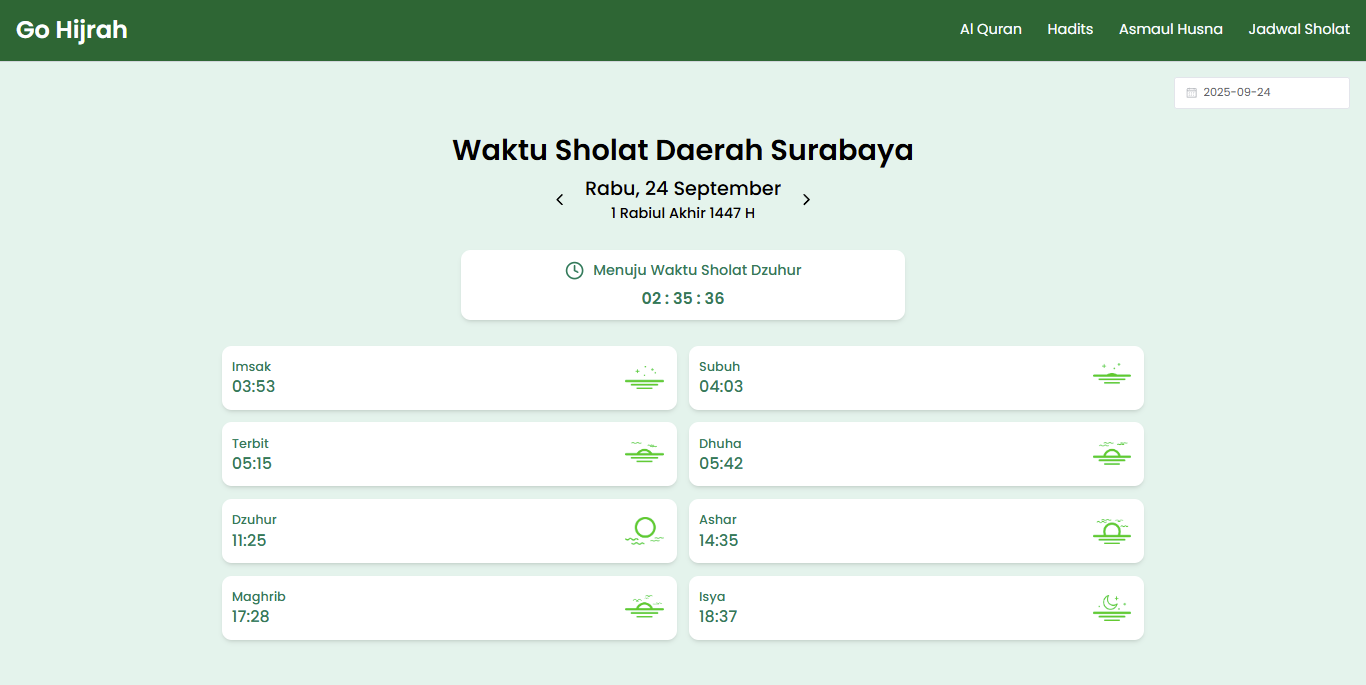 Go Hijrah
Al Quran Hadits Asmaul Husna Jadwal Sholat
2025-09-24
Waktu Sholat Daerah Surabaya
Rabu, 24 September
1 Rabiul Akhir 1447 H
Menuju Waktu Sholat Dzuhur
02 : 35 : 36
Imsak
03:53
Subuh
04:03
Terbit
05:15
Dhuha
05:42
Dzuhur
11:25
Ashar
14:35
Maghrib
17:28
Isya
18:37